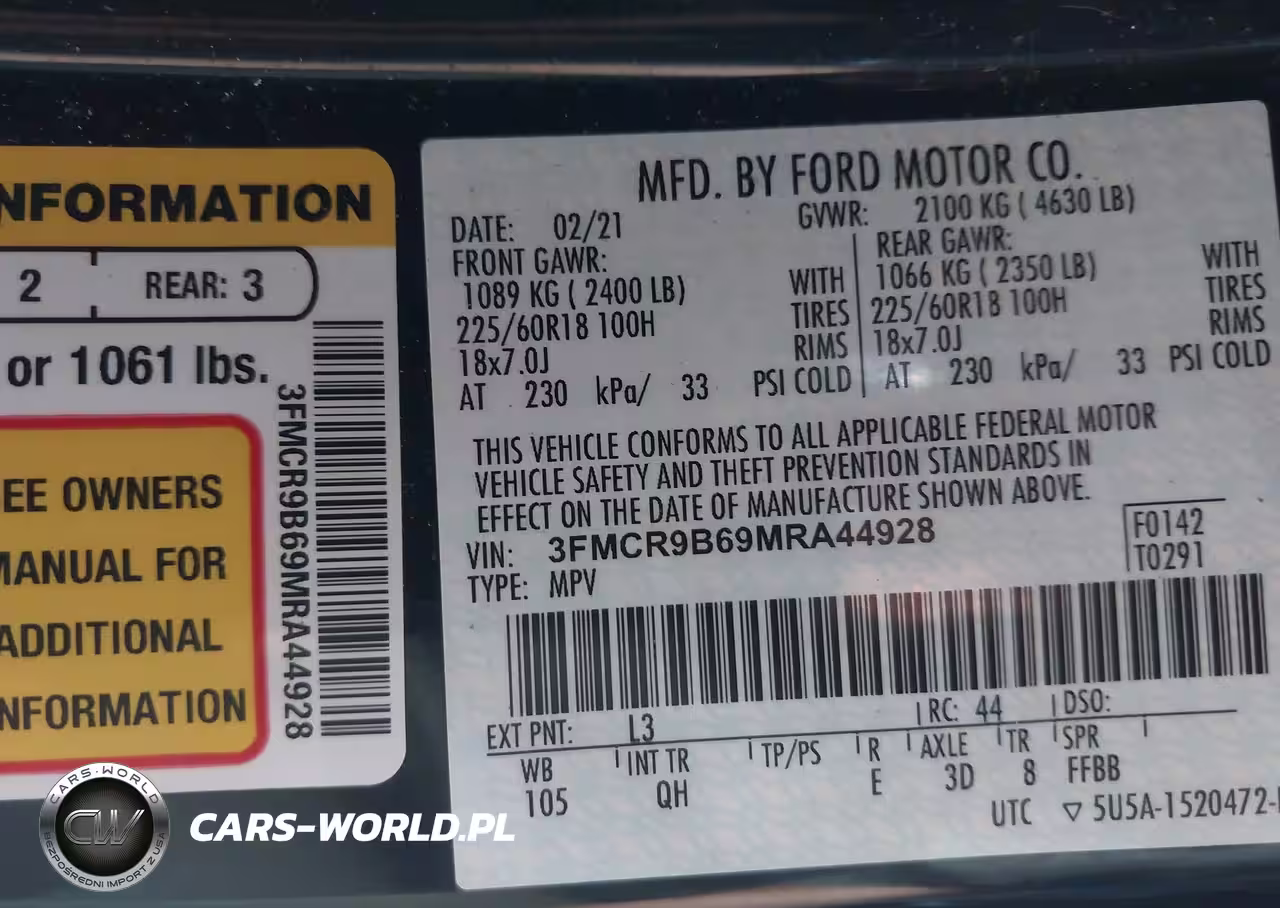 NFORMATION
2 REAR: 3
or 1061 lbs.
3FMCR9B69MRA44928
EE OWNERS
MANUAL FOR
ADDITIONAL
NFORMATION
MFD. BY FORD MOTOR CO.
DATE: 02/21 GVWR: 2100 KG ( 4630 LB)
FRONT GAWR: REAR GAWR:
1089 KG ( 2400 LB) WITH 1066 KG ( 2350 LB) WITH
225/60R18 100H TIRES 225/60R18 100H TIRES
18x7.0J RIMS 18x7.0J RIMS
AT 230 kPa/ 33 PSI COLD AT 230 kPa/ 33 PSI COLD
THIS VEHICLE CONFORMS TO ALL APPLICABLE FEDERAL MOTOR
VEHICLE SAFETY AND THEFT PREVENTION STANDARDS IN
EFFECT ON THE DATE OF MANUFACTURE SHOWN ABOVE.
VIN: 3FMCR9B69MRA44928 F0142
TYPE: MPV T0291
EXT PNT: L3 RC: 44 DSO:
WB INT TR TP/PS R AXLE TR SPR
105 QH E 3D 8 FFBB
UTC ▽ 5U5A-1520472-
CARS-WORLD
CW
BEZPOŚREDNI IMPORT Z USA
CARS-WORLD.PL